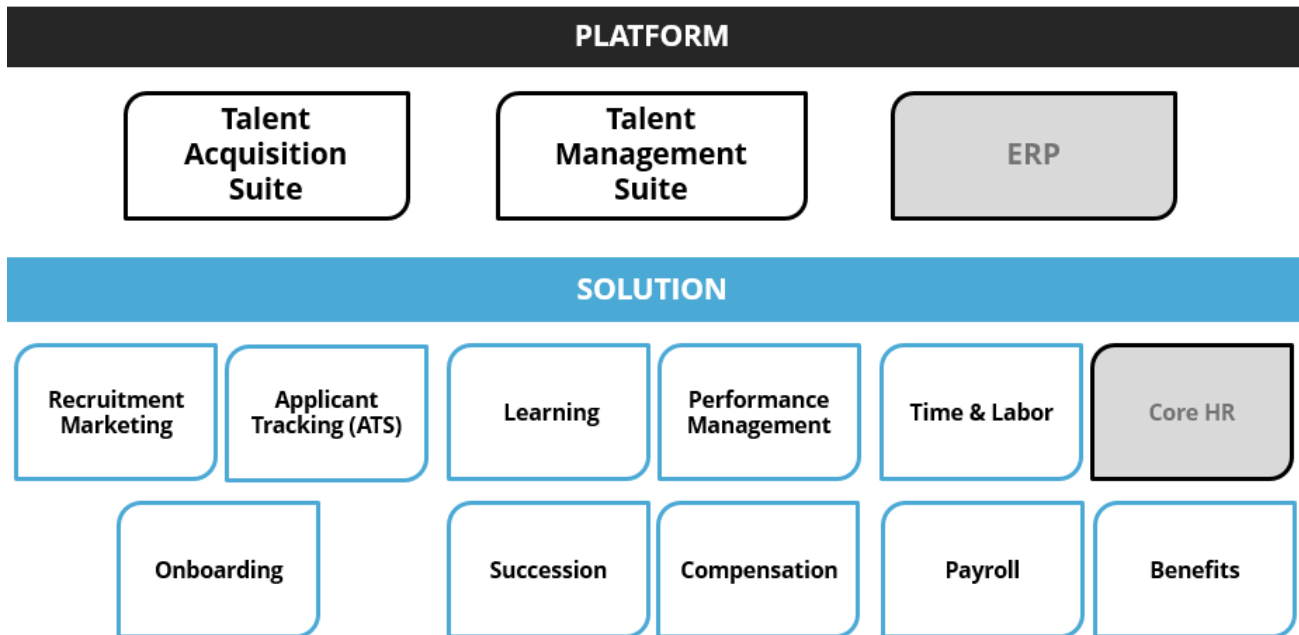 PLATFORM
Talent
Acquisition
Suite
Talent
Management
Suite
ERP
SOLUTION
Recruitment
Marketing
Applicant
Tracking (ATS)
Learning
Performance
Management
Time & Labor
Core HR
Onboarding
Succession
Compensation
Payroll
Benefits